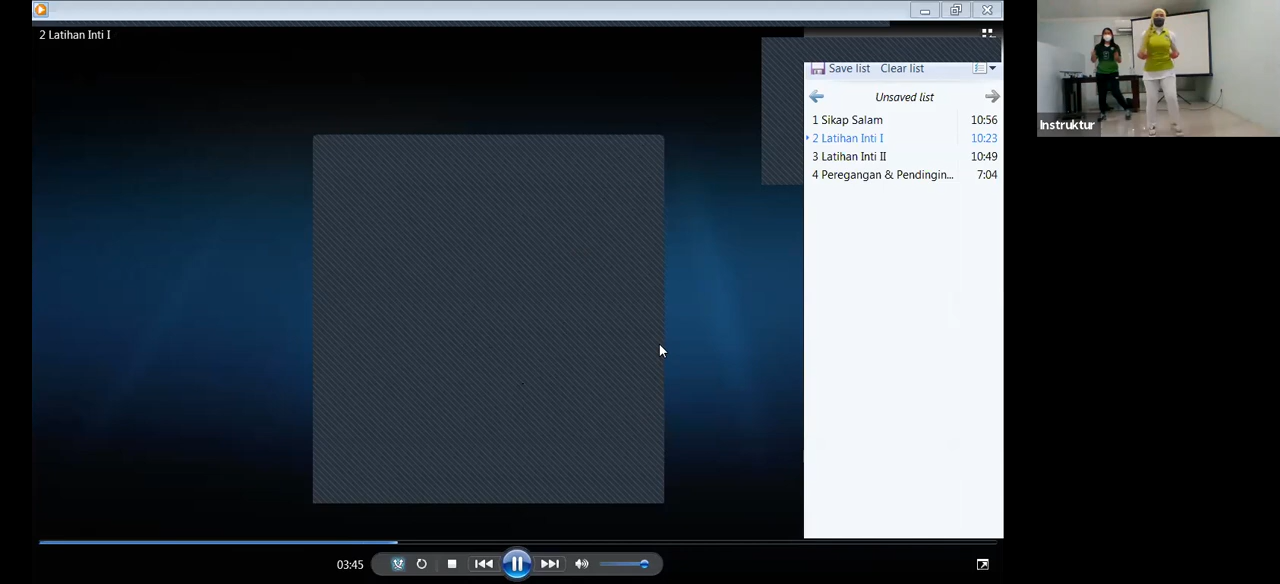 2 Latihan Inti I
Save list Clear list
Unsaved list
1 Sikap Salam 10:56
2 Latihan Inti I 10:23
3 Latihan Inti II 10:49
4 Peregangan & Pendingin... 7:04
Instruktur
03:45